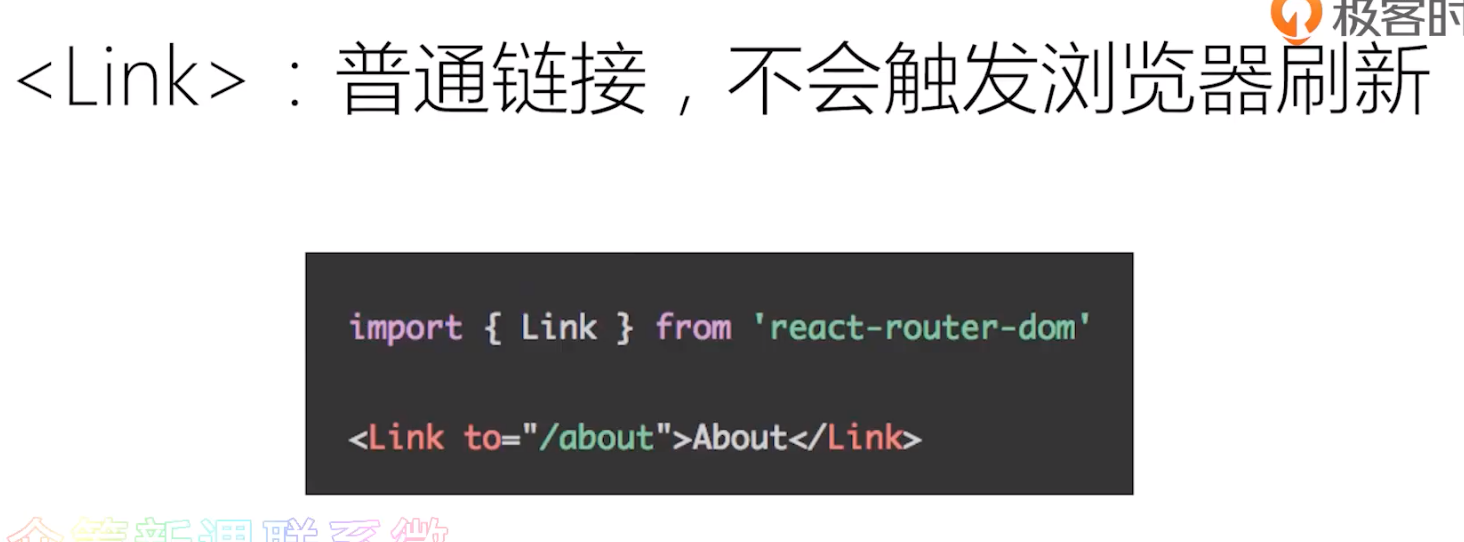 极客时
<Link>：普通链接，不会触发浏览器刷新
import { Link } from 'react-router-dom'
<Link to="/about">About</Link>